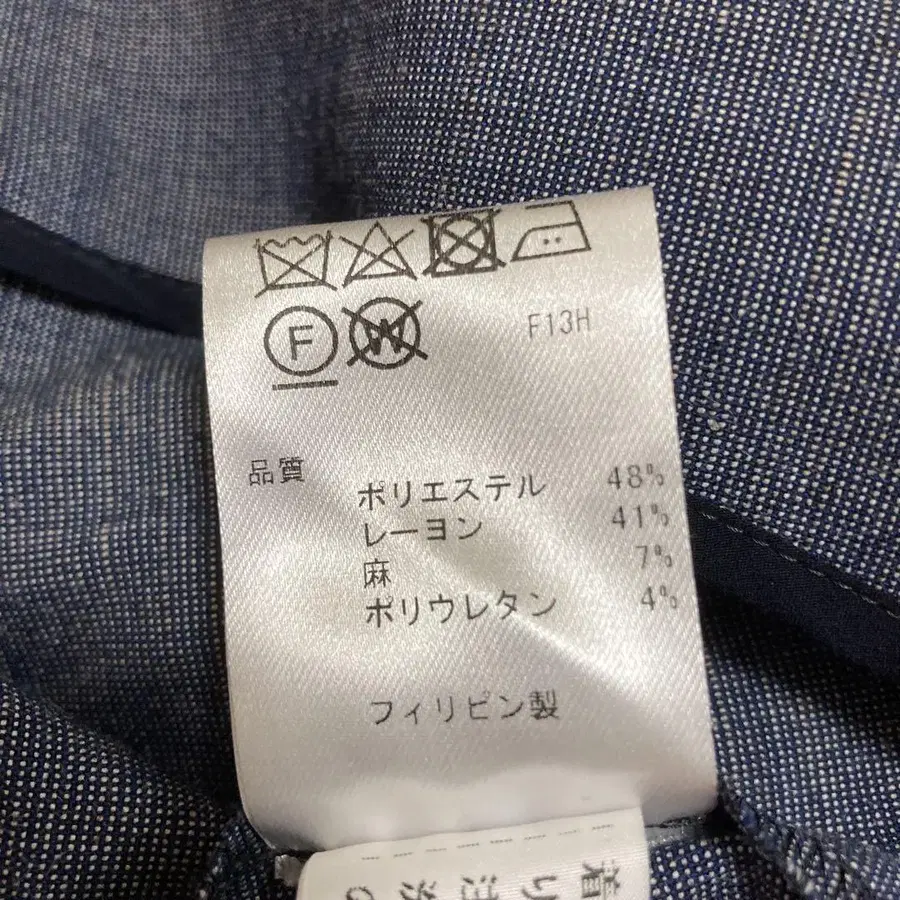 F W F13H
品質
ポリエステル 48%
レーヨン 41%
麻 7%
ポリウレタン 4%
フィリピン製